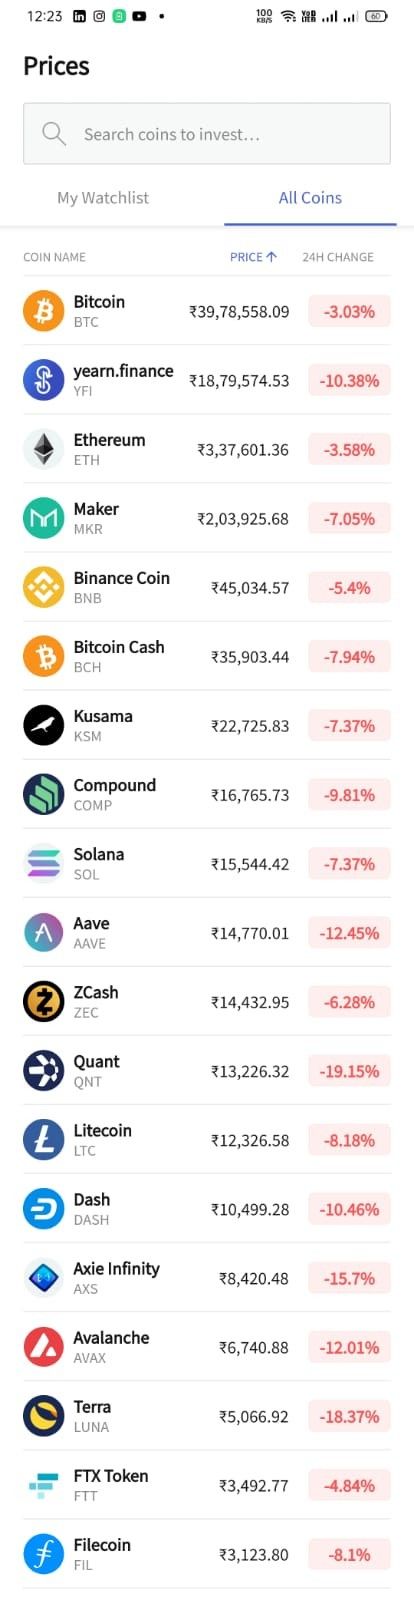 12:23 100 KB/S VoD LTE2 60
Prices
Search coins to invest...
My Watchlist All Coins
COIN NAME PRICE ↑ 24H CHANGE
Bitcoin ₹39,78,558.09 -3.03%
BTC
yearn.finance ₹18,79,574.53 -10.38%
YFI
Ethereum ₹3,37,601.36 -3.58%
ETH
Maker ₹2,03,925.68 -7.05%
MKR
Binance Coin ₹45,034.57 -5.4%
BNB
Bitcoin Cash ₹35,903.44 -7.94%
BCH
Kusama ₹22,725.83 -7.37%
KSM
Compound ₹16,765.73 -9.81%
COMP
Solana ₹15,544.42 -7.37%
SOL
Aave ₹14,770.01 -12.45%
AAVE
ZCash ₹14,432.95 -6.28%
ZEC
Quant ₹13,226.32 -19.15%
QNT
Litecoin ₹12,326.58 -8.18%
LTC
Dash ₹10,499.28 -10.46%
DASH
Axie Infinity ₹8,420.48 -15.7%
AXS
Avalanche ₹6,740.88 -12.01%
AVAX
Terra ₹5,066.92 -18.37%
LUNA
FTX Token ₹3,492.77 -4.84%
FTT
Filecoin ₹3,123.80 -8.1%
FIL